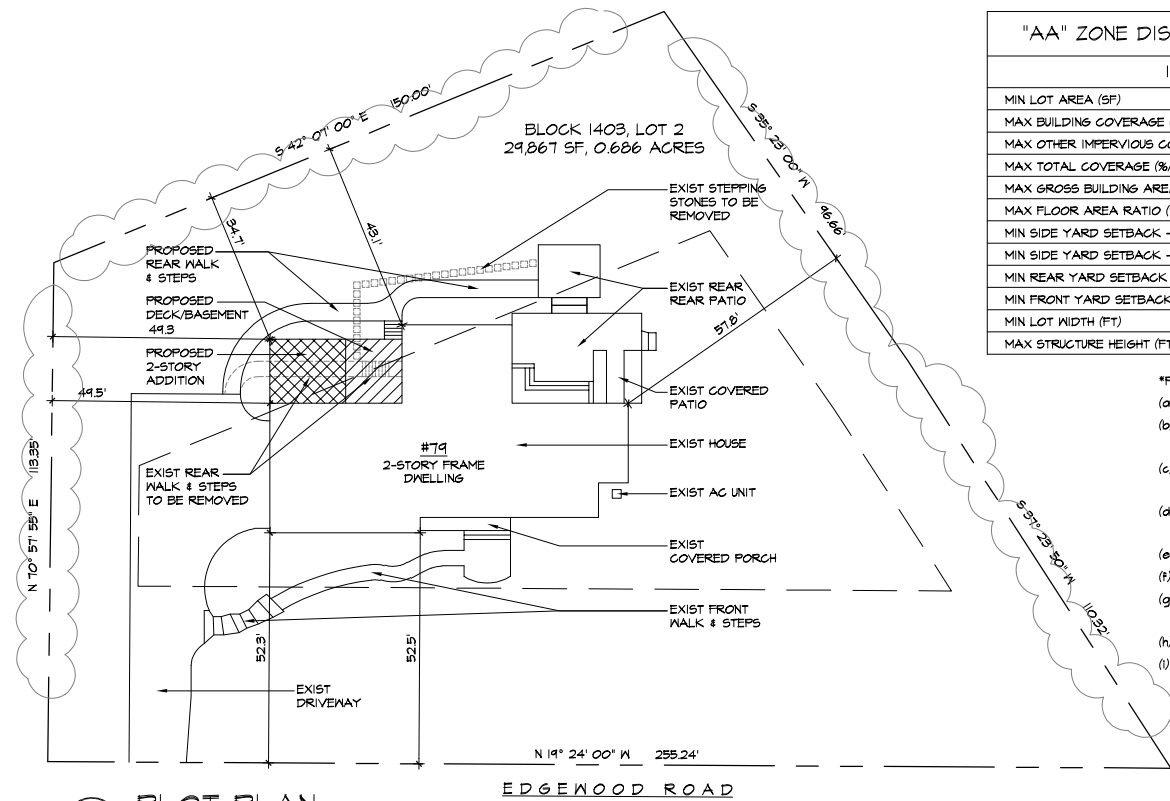 S 42° 07' 00" E 150.00'
BLOCK 1403, LOT 2
29,867 SF, 0.686 ACRES
S 35° 23' 00" W 96.66'
EXIST STEPPING
STONES TO BE
REMOVED
34.7'
43.1'
PROPOSED
REAR WALK
& STEPS
PROPOSED
DECK/BASEMENT
49.3
PROPOSED
2-STORY
ADDITION
49.5'
EXIST REAR
REAR PATIO
57.8'
EXIST COVERED
PATIO
#79
2-STORY FRAME
DWELLING
EXIST HOUSE
EXIST REAR
WALK & STEPS
TO BE REMOVED
EXIST AC UNIT
N 70° 57' 55" E 113.35'
S 37° 23' 50" W 110.32'
EXIST
COVERED PORCH
EXIST FRONT
WALK & STEPS
52.3'
52.5'
EXIST
DRIVEWAY
N 19° 24' 00" W 255.24'
EDGEWOOD ROAD
PLOT PLAN
"AA" ZONE DIS
MIN LOT AREA (SF)
MAX BUILDING COVERAGE
MAX OTHER IMPERVIOUS CO
MAX TOTAL COVERAGE (%/
MAX GROSS BUILDING ARE
MAX FLOOR AREA RATIO (
MIN SIDE YARD SETBACK -
MIN SIDE YARD SETBACK -
MIN REAR YARD SETBACK
MIN FRONT YARD SETBACK
MIN LOT WIDTH (FT)
MAX STRUCTURE HEIGHT (FT
*F
(a
(b
(c
(d
(e
(f)
(g
(h
(i)